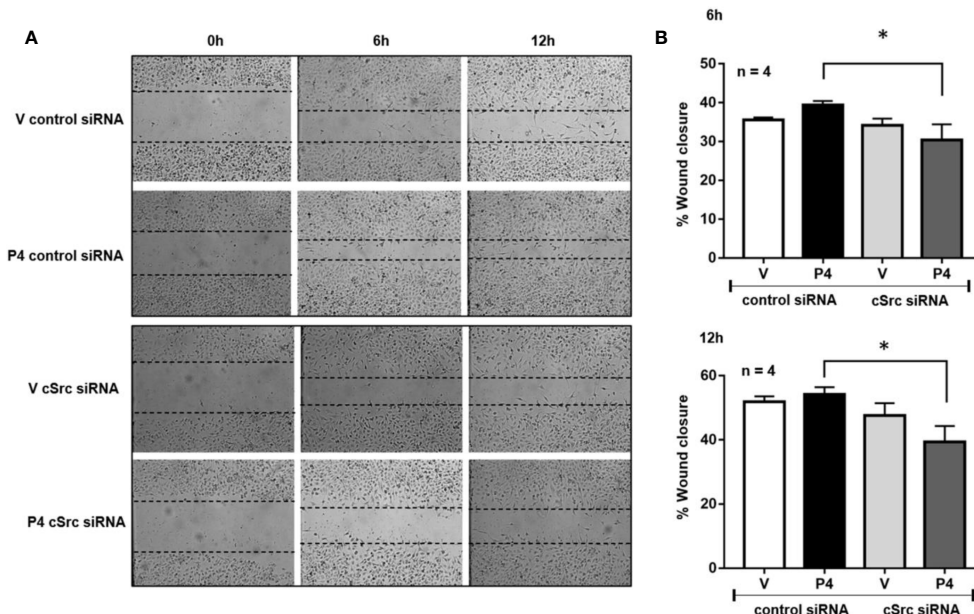 A
0h 6h 12h
V control siRNA
P4 control siRNA
V cSrc siRNA
P4 cSrc siRNA
B
6h
*
n = 4
50
40
30
20
10
0
% Wound closure
V P4 V P4
control siRNA cSrc siRNA
12h
*
n = 4
60
40
20
0
% Wound closure
V P4 V P4
control siRNA cSrc siRNA